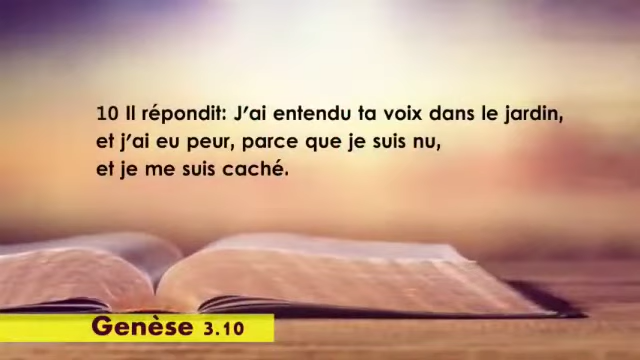 10 Il répondit: J'ai entendu ta voix dans le jardin,
et j'ai eu peur, parce que je suis nu,
et je me suis caché.
Genèse 3.10